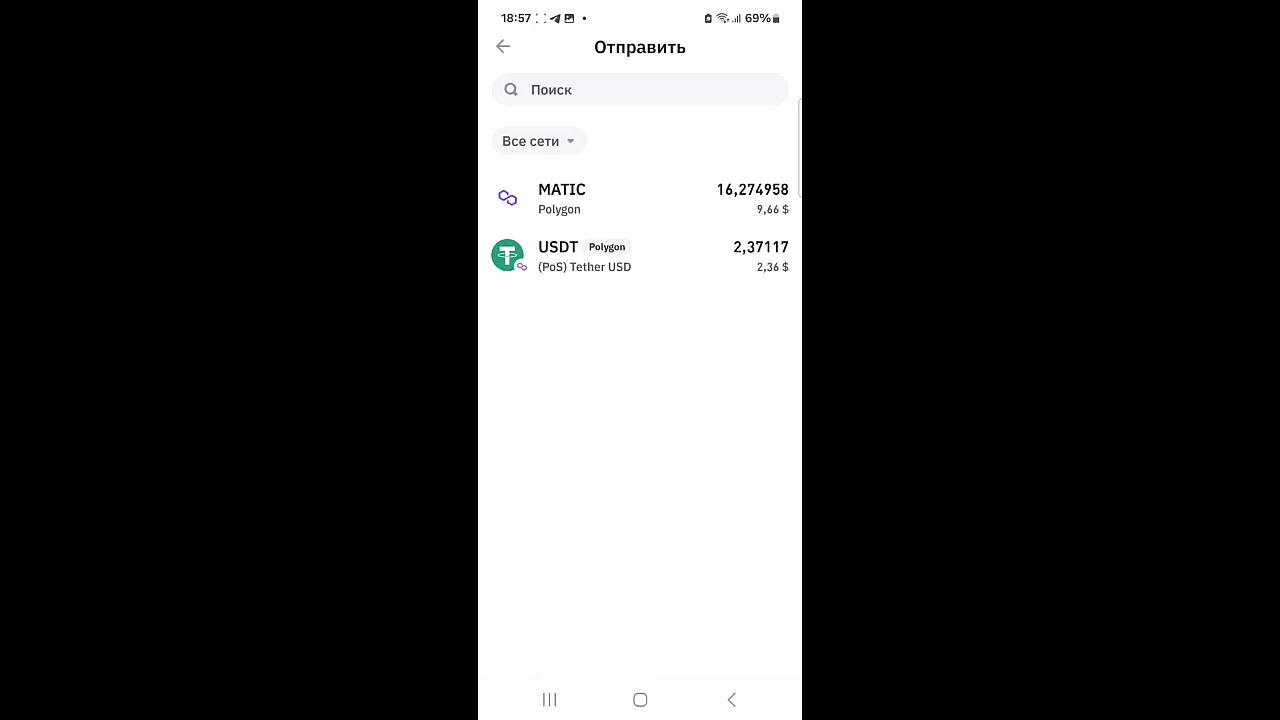 18:57 69%
Отправить
Поиск
Все сети
MATIC 16,274958
Polygon 9,66 $
USDT Polygon 2,37117
(PoS) Tether USD 2,36 $